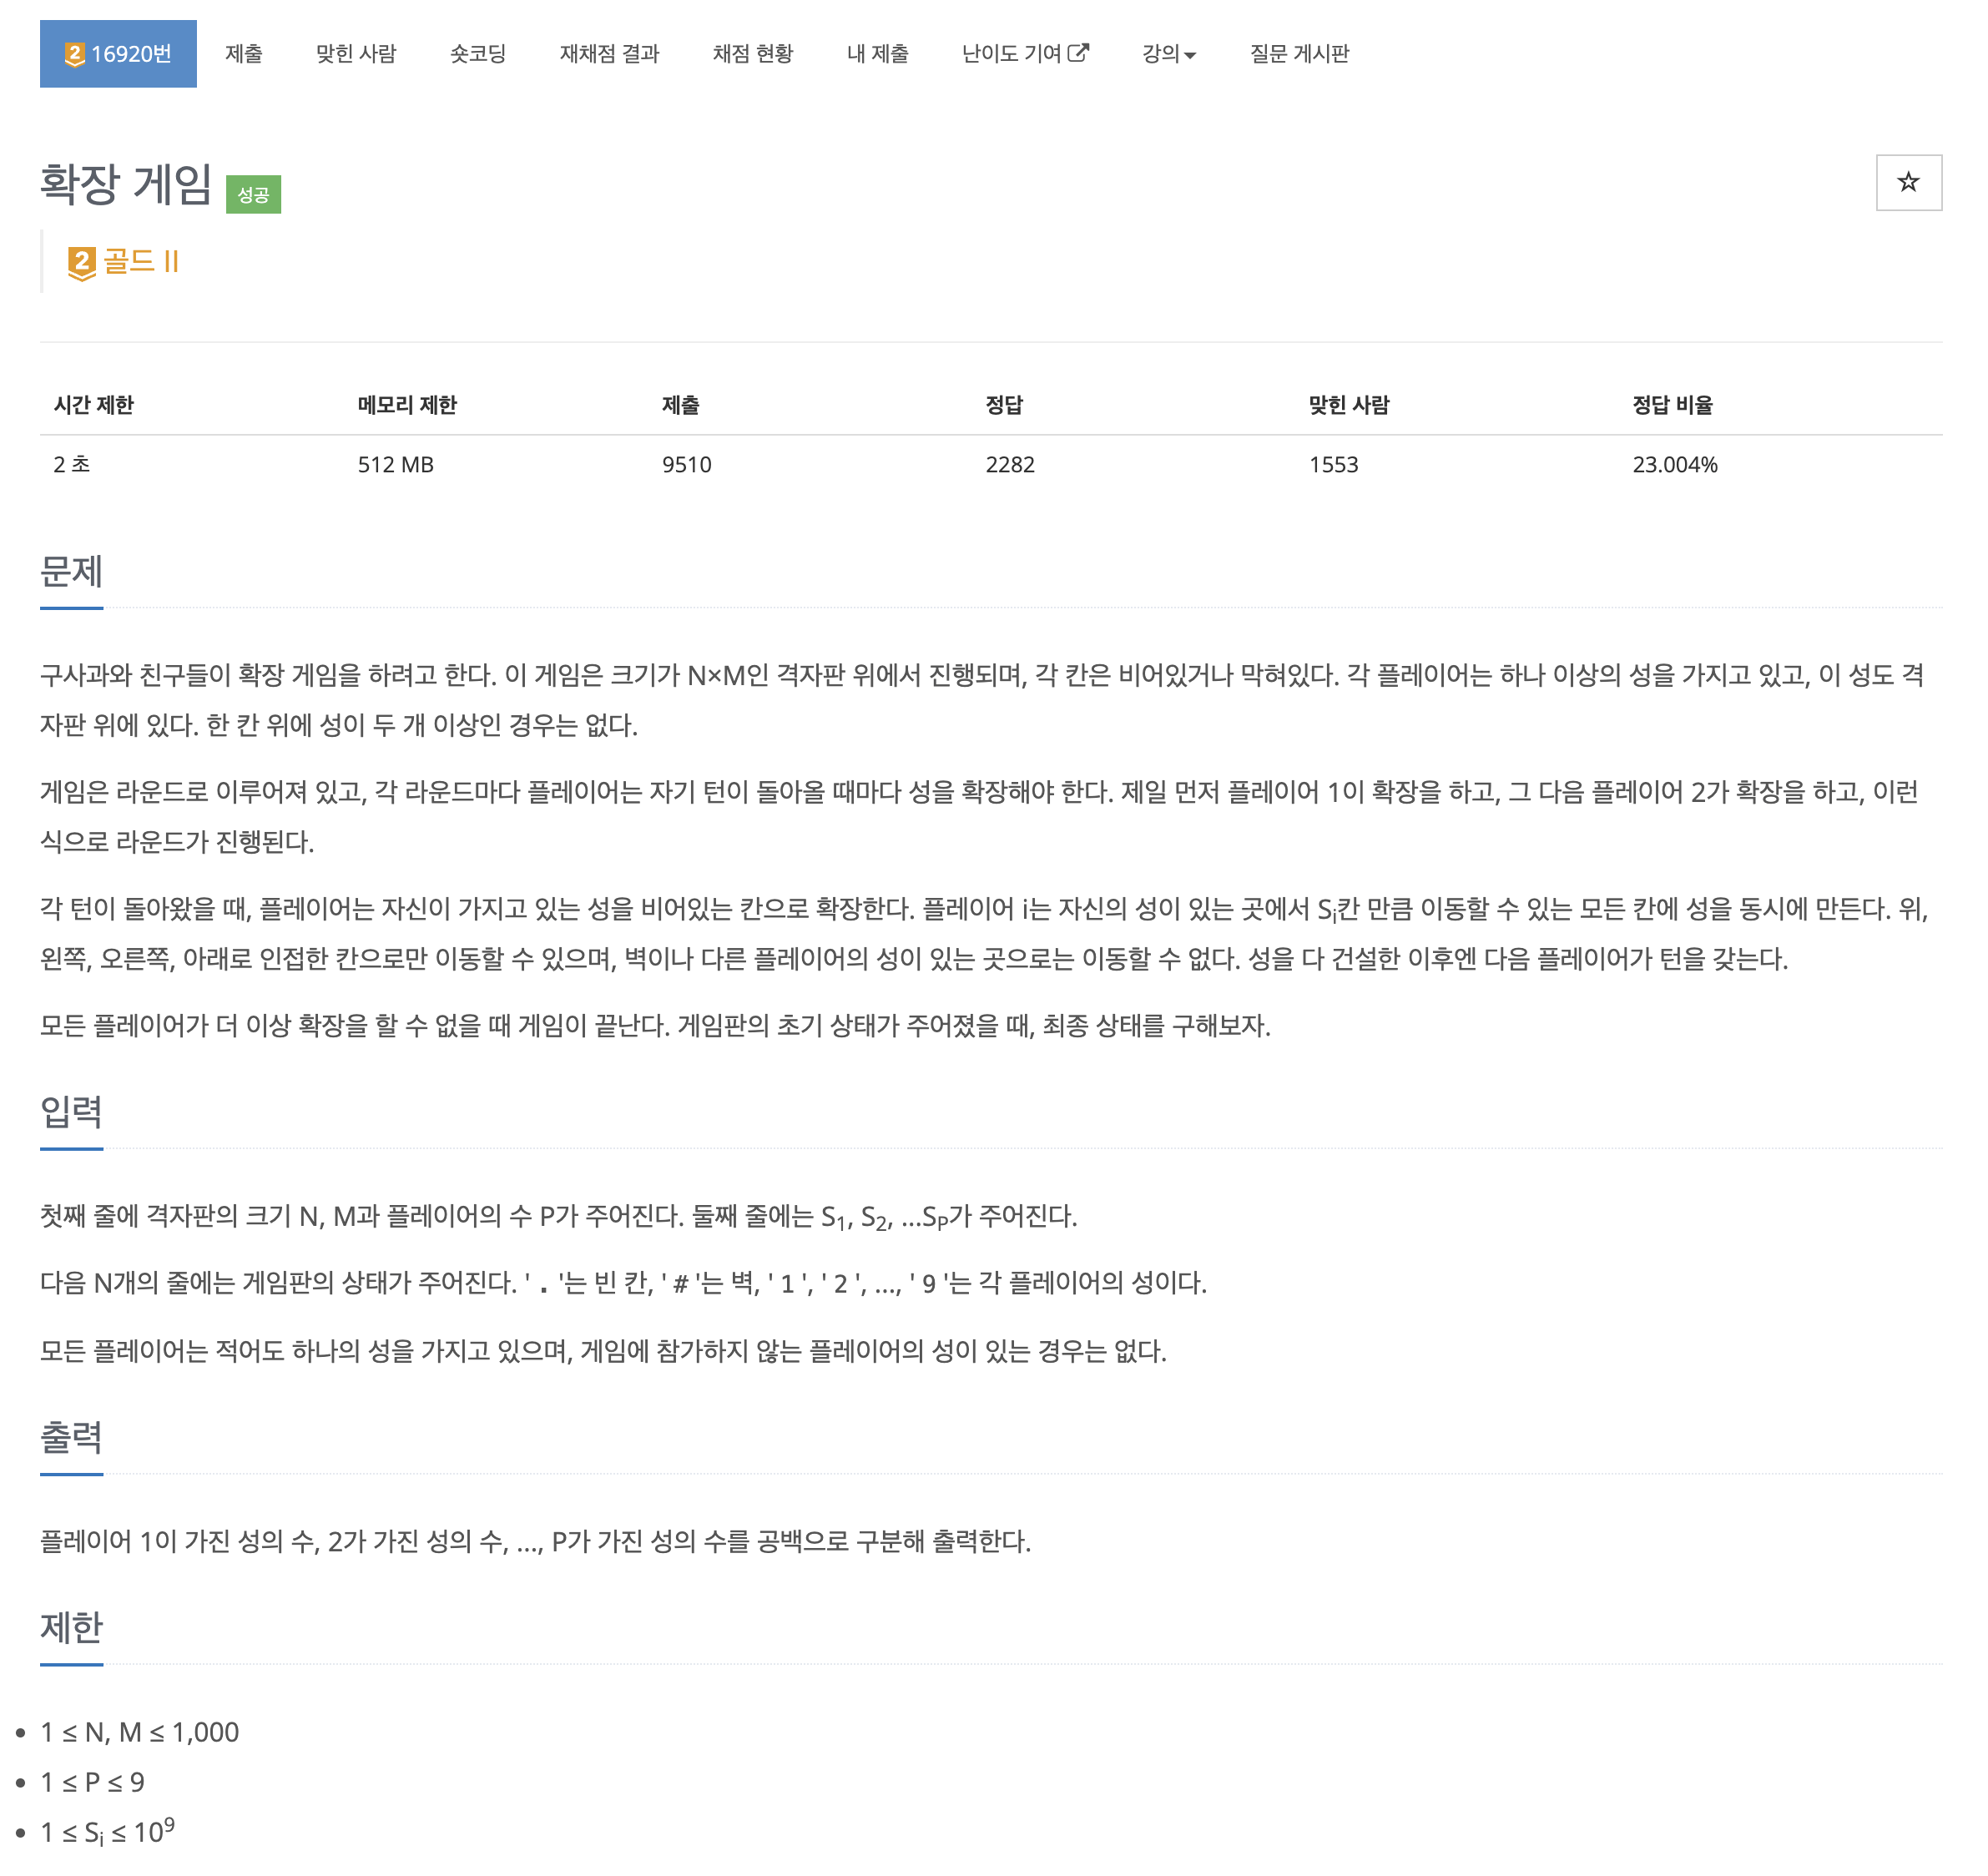 2 16920번 제출 맞힌 사람 숏코딩 재채점 결과 채점 현황 내 제출 난이도 기여 강의 질문 게시판
확장 게임 성공
2 골드 II
시간 제한 메모리 제한 제출 정답 맞힌 사람 정답 비율
2 초 512 MB 9510 2282 1553 23.004%
문제
구사과와 친구들이 확장 게임을 하려고 한다. 이 게임은 크기가 N×M인 격자판 위에서 진행되며, 각 칸은 비어있거나 막혀있다. 각 플레이어는 하나 이상의 성을 가지고 있고, 이 성도 격
자판 위에 있다. 한 칸 위에 성이 두 개 이상인 경우는 없다.
게임은 라운드로 이루어져 있고, 각 라운드마다 플레이어는 자기 턴이 돌아올 때마다 성을 확장해야 한다. 제일 먼저 플레이어 1이 확장을 하고, 그 다음 플레이어 2가 확장을 하고, 이런
식으로 라운드가 진행된다.
각 턴이 돌아왔을 때, 플레이어는 자신이 가지고 있는 성을 비어있는 칸으로 확장한다. 플레이어 i는 자신의 성이 있는 곳에서 Si칸 만큼 이동할 수 있는 모든 칸에 성을 동시에 만든다. 위,
왼쪽, 오른쪽, 아래로 인접한 칸으로만 이동할 수 있으며, 벽이나 다른 플레이어의 성이 있는 곳으로는 이동할 수 없다. 성을 다 건설한 이후엔 다음 플레이어가 턴을 갖는다.
모든 플레이어가 더 이상 확장을 할 수 없을 때 게임이 끝난다. 게임판의 초기 상태가 주어졌을 때, 최종 상태를 구해보자.
입력
첫째 줄에 격자판의 크기 N, M과 플레이어의 수 P가 주어진다. 둘째 줄에는 S1, S2, ...SP가 주어진다.
다음 N개의 줄에는 게임판의 상태가 주어진다. '.'는 빈 칸, '#'는 벽, '1', '2', ..., '9'는 각 플레이어의 성이다.
모든 플레이어는 적어도 하나의 성을 가지고 있으며, 게임에 참가하지 않는 플레이어의 성이 있는 경우는 없다.
출력
플레이어 1이 가진 성의 수, 2가 가진 성의 수, ..., P가 가진 성의 수를 공백으로 구분해 출력한다.
제한
• 1 ≤ N, M ≤ 1,000
• 1 ≤ P ≤ 9
• 1 ≤ Si ≤ 10⁹